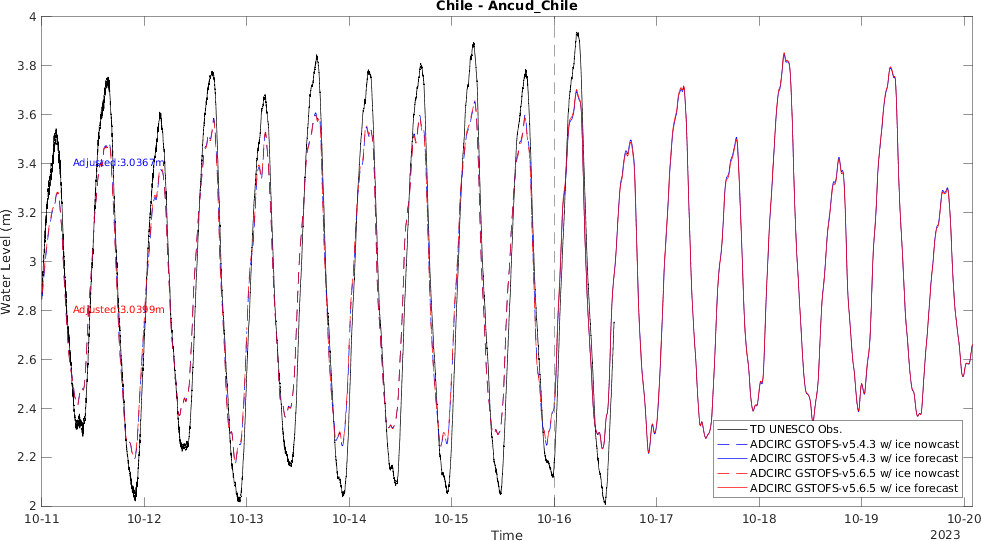 Chile - Ancud_Chile
4
3.8
3.6
3.4
3.2
3
2.8
2.6
2.4
2.2
2
Water Level (m)
Adjusted:3.0367m
Adjusted:3.0399m
TD UNESCO Obs.
ADCIRC GSTOFS-v5.4.3 w/ ice nowcast
ADCIRC GSTOFS-v5.4.3 w/ ice forecast
ADCIRC GSTOFS-v5.6.5 w/ ice nowcast
ADCIRC GSTOFS-v5.6.5 w/ ice forecast
10-11 10-12 10-13 10-14 10-15 10-16 10-17 10-18 10-19 10-20
2023
Time